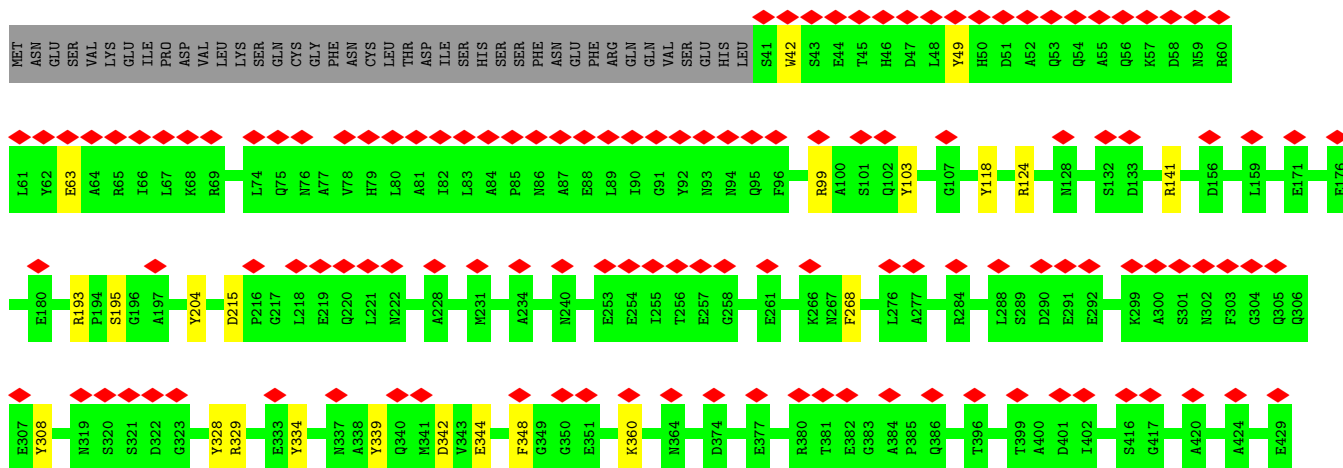 MET ASN GLU SER VAL LYS GLU ILE PRO ASP VAL LEU LYS SER GLN CYS GLY PHE ASN CYS LEU THR ASP ILE SER HIS SER SER PHE ASN GLU PHE ARG GLN GLN VAL SER GLU HIS LEU S41 W42 S43 E44 T45 H46 D47 L48 Y49 H50 D51 A52 Q53 Q54 A55 Q56 K57 D58 N59 R60
L61 Y62 E63 A64 R65 I66 L67 K68 R69 L74 Q75 N76 A77 V78 H79 L80 A81 I82 L83 A84 P85 N86 A87 E88 L89 I90 G91 Y92 N93 N94 Q95 P96 R99 A100 S101 Q102 Y103 G107 Y118 R124 N128 S132 D133 R141 D156 L159 E171 E176
E180 R193 P194 S195 G196 A197 Y204 D215 P216 G217 L218 E219 Q220 L221 N222 A228 M231 A234 N240 E253 E254 I255 T256 E257 G258 E261 K266 N267 F268 L276 A277 R284 L288 S289 D290 E291 E292 K299 A300 S301 N302 F303 G304 Q305 Q306
E307 Y308 N319 S320 S321 D322 G323 Y328 R329 E333 Y334 N337 A338 Y339 Q340 M341 D342 V343 E344 F348 G349 G350 E351 K360 N364 D374 E377 R380 T381 E382 G383 A384 P385 Q386 T396 T399 A400 D401 I402 S416 G417 A420 A424 E429